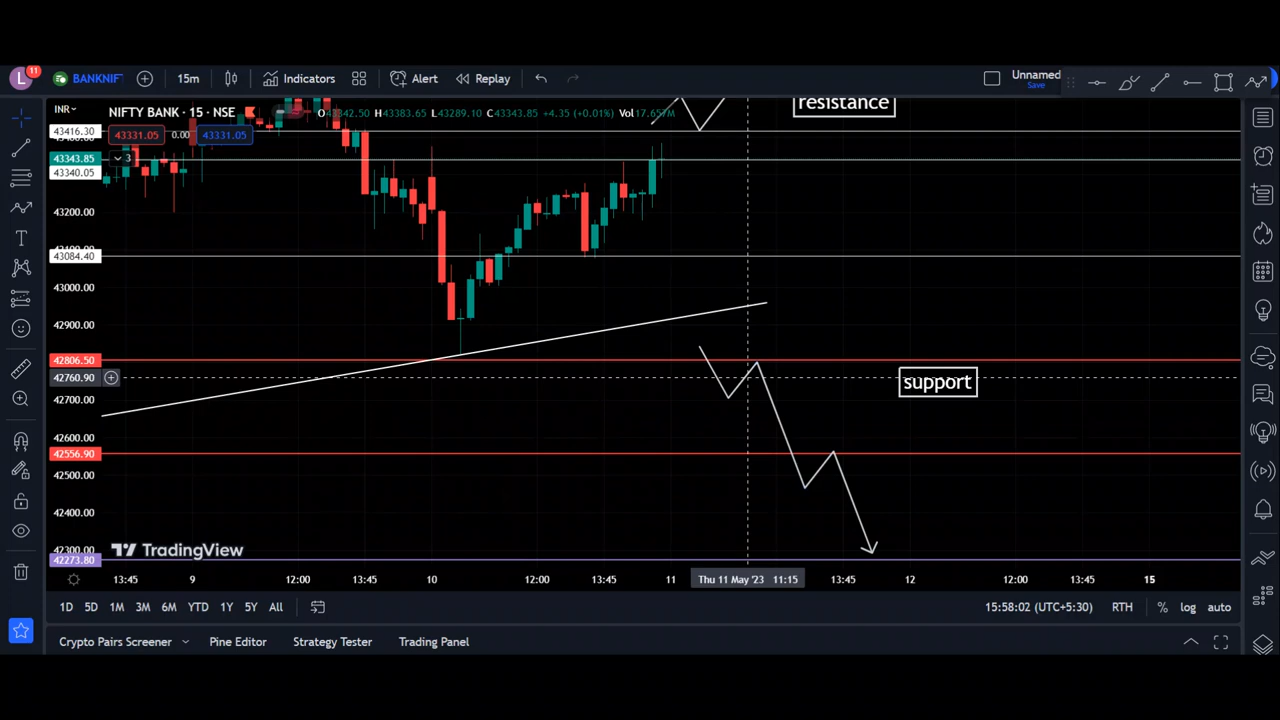 L
11
BANKNIF
15m
Indicators
Alert
Replay
Unnamed
Save
INR
NIFTY BANK · 15 · NSE
H43383.65 L43289.10 C43343.85 +4.35 (+0.01%) Vol17.657M
resistance
43331.05 0.00 43331.05
3
43416.30
43343.85
43340.05
43200.00
43100.00
43084.40
43000.00
42900.00
42806.50
42760.90
42700.00
support
42600.00
42556.90
42500.00
42400.00
42300.00
42273.80
TradingView
13:45 9 12:00 13:45 10 12:00 13:45 11 Thu 11 May '23 11:15 13:45 12 12:00 13:45 15
1D 5D 1M 3M 6M YTD 1Y 5Y All
15:58:02 (UTC+5:30) RTH % log auto
Crypto Pairs Screener Pine Editor Strategy Tester Trading Panel